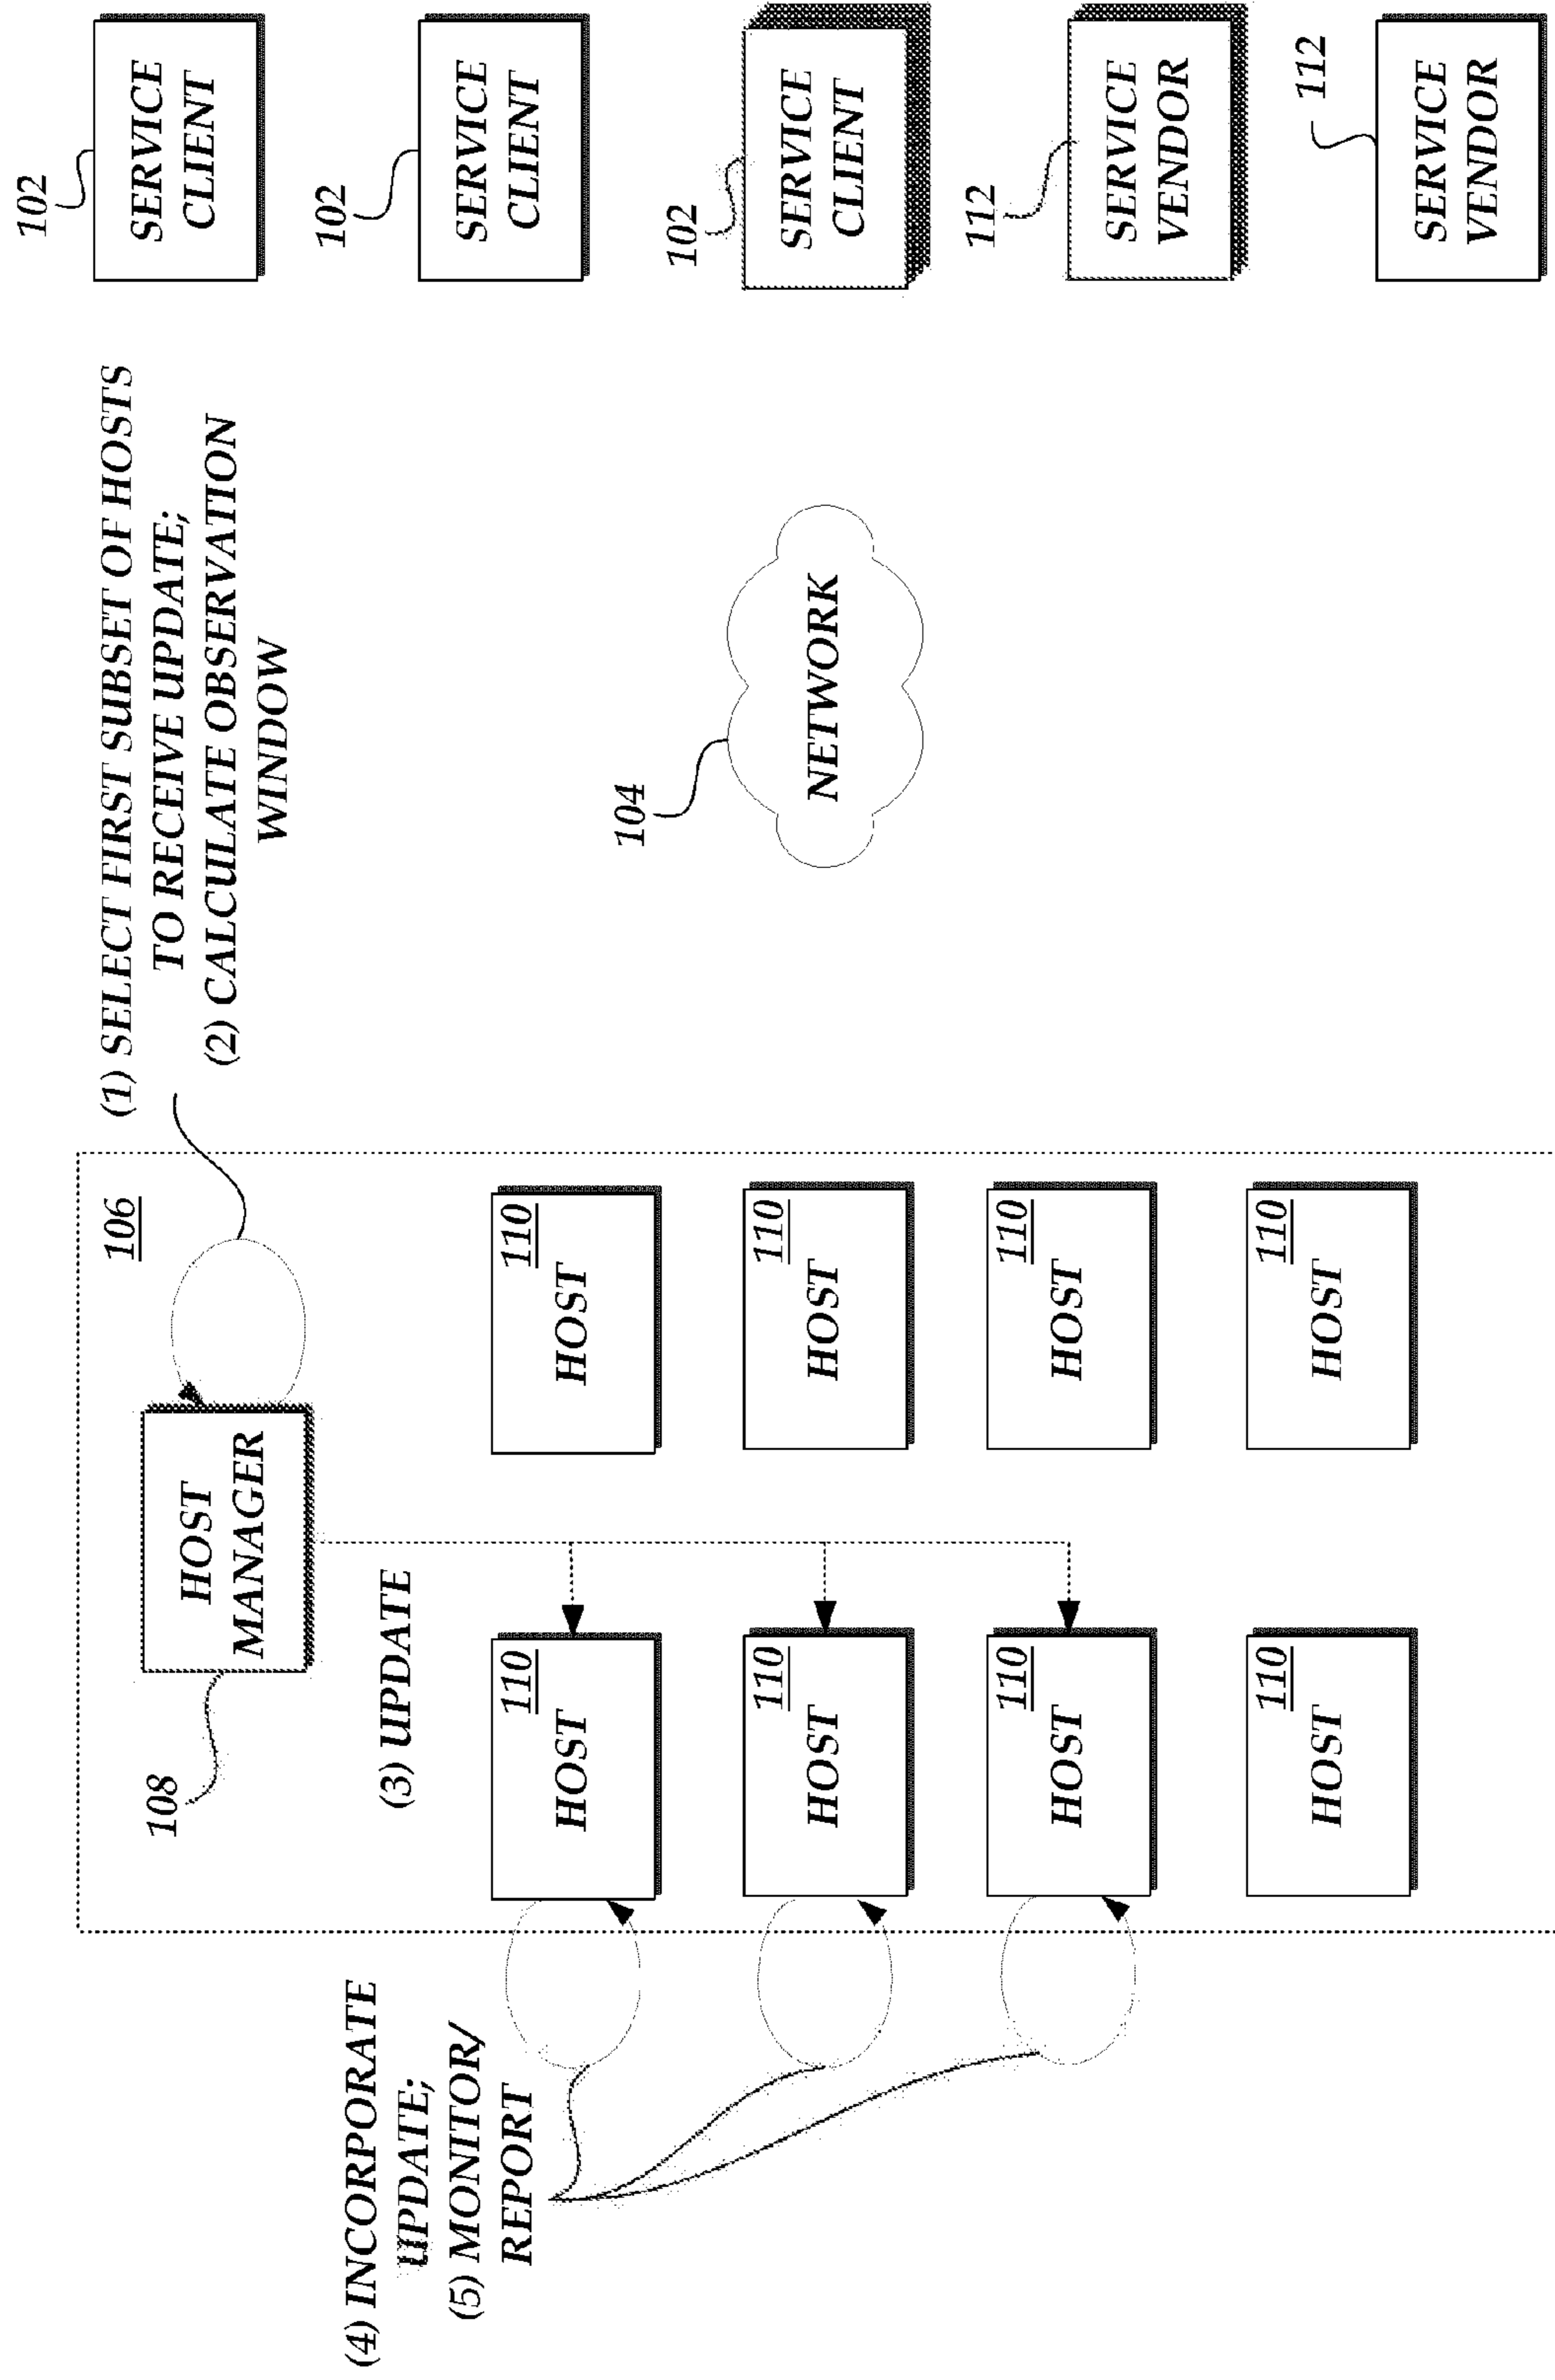 (4) INCORPORATE
UPDATE;
(5) MONITOR/
REPORT
108
HOST
MANAGER
106
(1) SELECT FIRST SUBSET OF HOSTS
TO RECEIVE UPDATE;
(2) CALCULATE OBSERVATION
WINDOW
102
SERVICE
CLIENT
(3) UPDATE
110
HOST
110
HOST
102
SERVICE
CLIENT
110
HOST
110
HOST
104
NETWORK
102
SERVICE
CLIENT
110
HOST
110
HOST
112
SERVICE
VENDOR
110
HOST
110
HOST
112
SERVICE
VENDOR